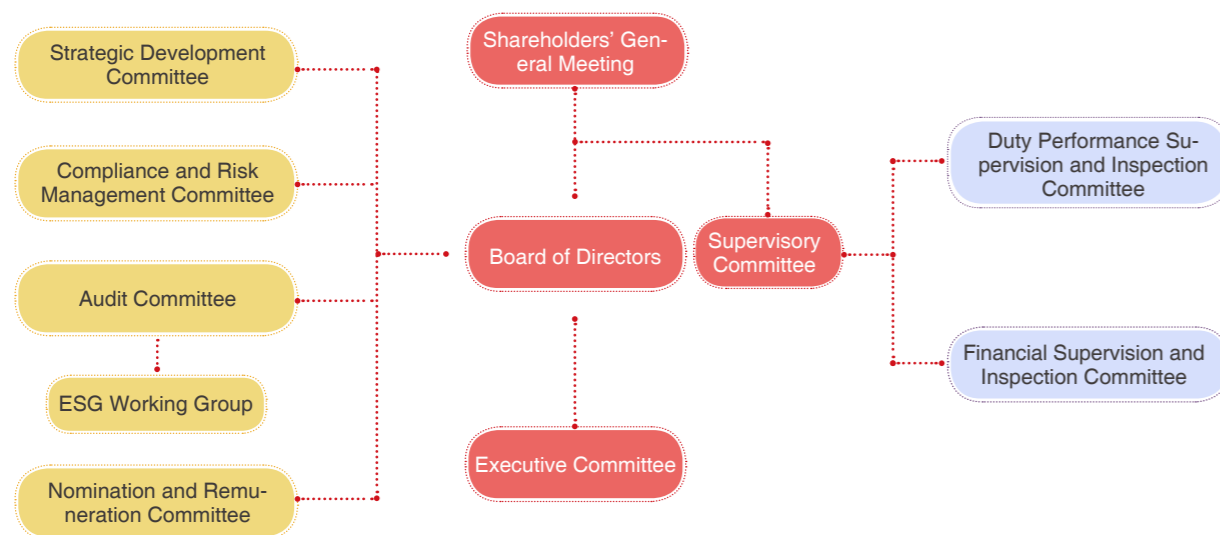 Strategic Development
Committee
Compliance and Risk
Management Committee
Audit Committee
ESG Working Group
Nomination and Remu-
neration Committee
Shareholders' Gen-
eral Meeting
Board of Directors
Executive Committee
Supervisory
Committee
Duty Performance Su-
pervision and Inspection
Committee
Financial Supervision and
Inspection Committee